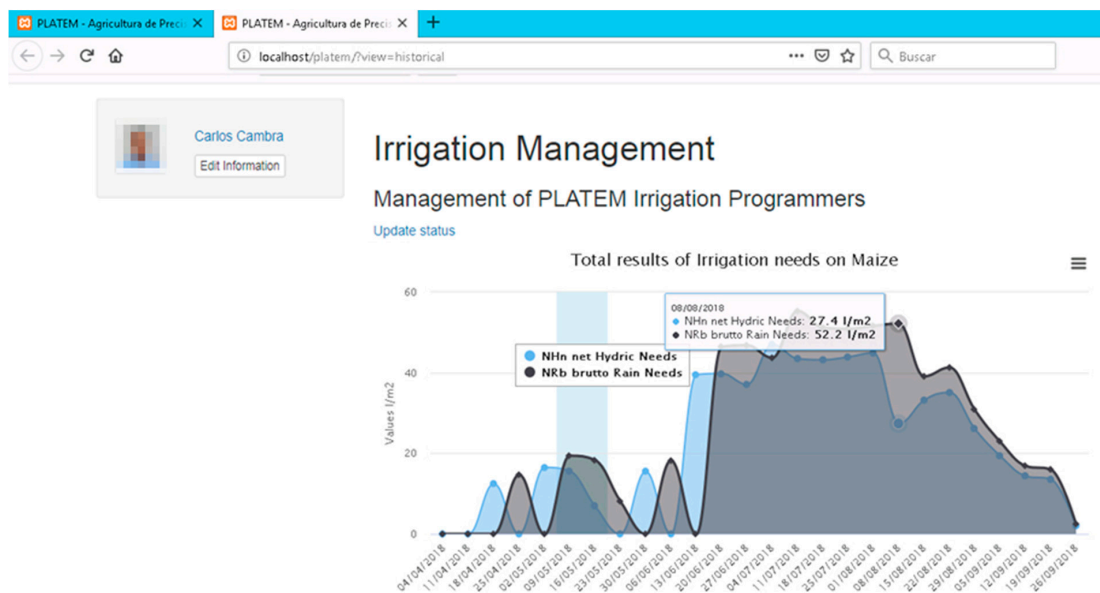 PLATEM - Agricultura de Preci
PLATEM - Agricultura de Preci
localhost/platem/?view=historical
Buscar
Carlos Cambra
Edit Information
Irrigation Management
Management of PLATEM Irrigation Programmers
Update status
Total results of Irrigation needs on Maize
08/08/2018
NHn net Hydric Needs: 27.4 l/m2
NRb brutto Rain Needs: 52.2 l/m2
NHn net Hydric Needs
NRb brutto Rain Needs
Values l/m2
60
40
20
0
04/04/2018
11/04/2018
18/04/2018
25/04/2018
02/05/2018
09/05/2018
16/05/2018
23/05/2018
30/05/2018
06/06/2018
13/06/2018
20/06/2018
27/06/2018
04/07/2018
11/07/2018
18/07/2018
25/07/2018
01/08/2018
08/08/2018
15/08/2018
22/08/2018
29/08/2018
05/09/2018
12/09/2018
19/09/2018
26/09/2018